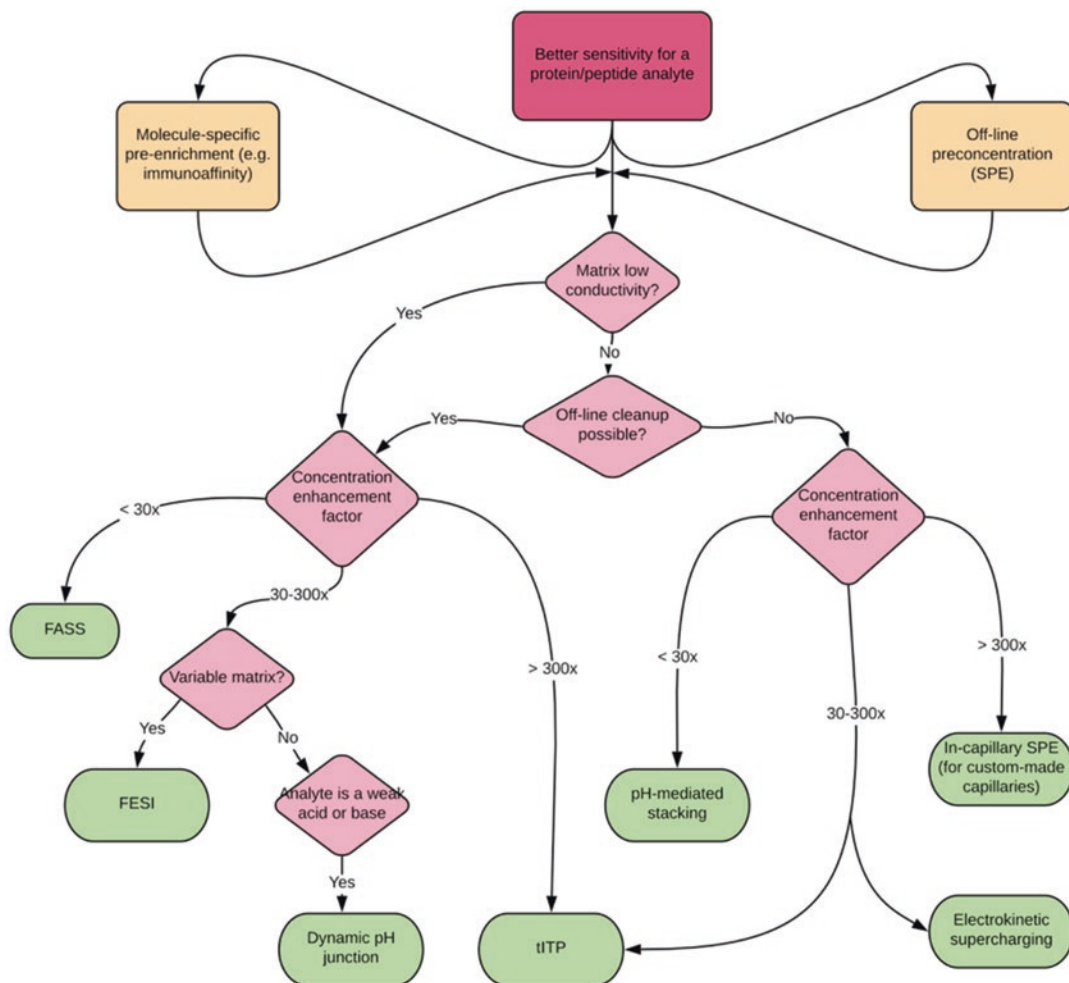 Better sensitivity for a
protein/peptide analyte
Molecule-specific
pre-enrichment (e.g.
immunoaffinity)
Off-line
preconcentration
(SPE)
Matrix low
conductivity?
Yes
No
Off-line cleanup
possible?
Yes
No
Concentration
enhancement
factor
Concentration
enhancement
factor
< 30x
30-300x
> 300x
< 30x
30-300x
> 300x
FASS
Variable matrix?
Yes
No
FESI
Analyte is a weak
acid or base
Yes
Dynamic pH
junction
tITP
pH-mediated
stacking
In-capillary SPE
(for custom-made
capillaries)
Electrokinetic
supercharging